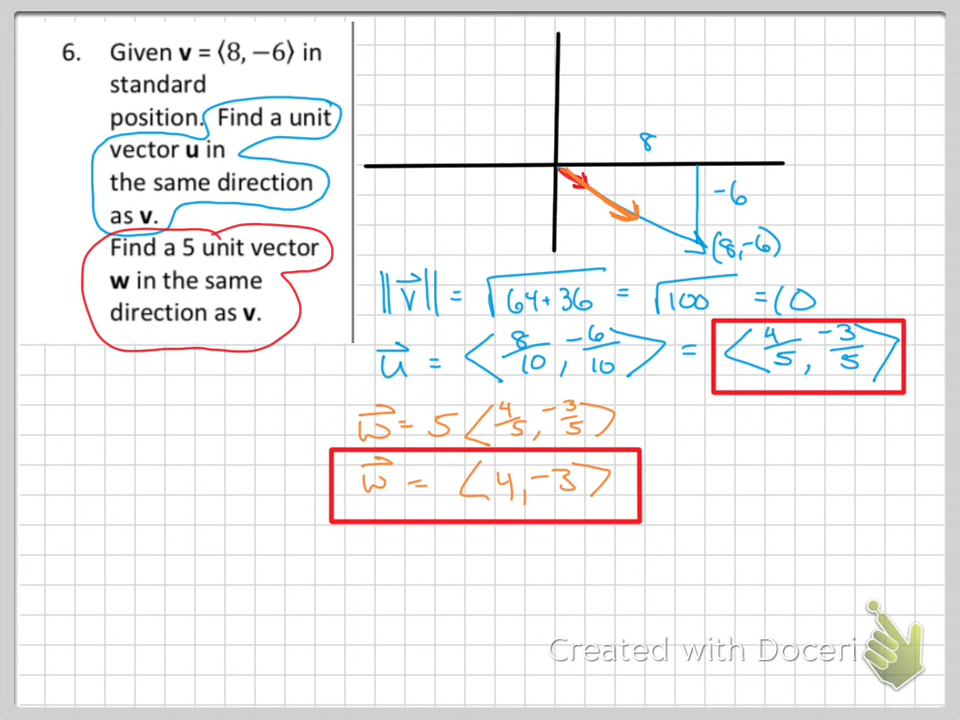 6. Given v = ⟨8, −6⟩ in
standard
position. Find a unit
vector u in
the same direction
as v.
Find a 5 unit vector
w in the same
direction as v.
8
-6
(8,-6)
‖v⃗‖ = √64+36 = √100 = 10
u⃗ = ⟨8/10, -6/10⟩ = ⟨4/5, -3/5⟩
w⃗ = 5⟨4/5, -3/5⟩
w⃗ = ⟨4, -3⟩
Created with Doceri